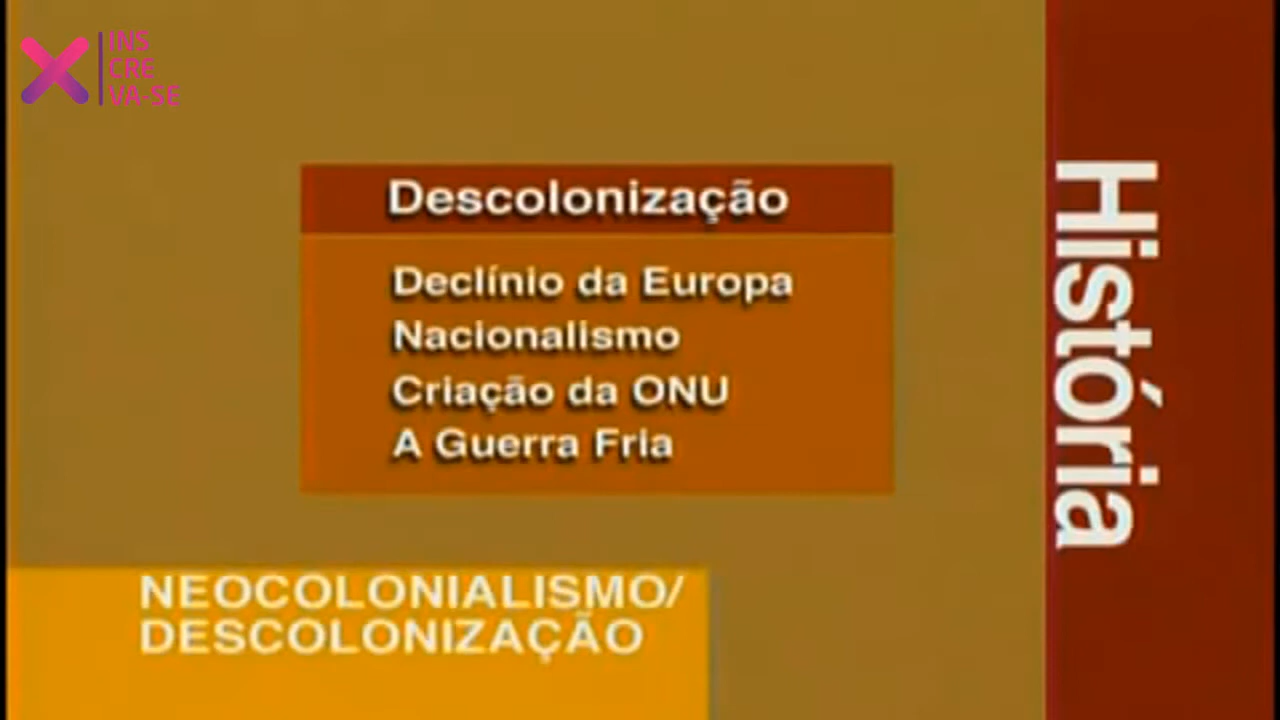 INS
CRE
VA-SE
Descolonização
Declínio da Europa
Nacionalismo
Criação da ONU
A Guerra Fria
NEOCOLONIALISMO/
DESCOLONIZAÇÃO
História